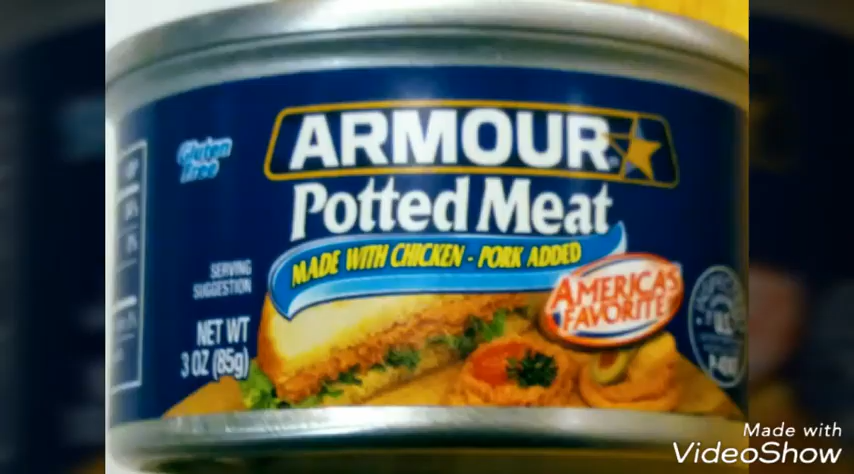 Gluten
Free
ARMOUR
Potted Meat
MADE WITH CHICKEN - PORK ADDED
SERVING
SUGGESTION
AMERICA'S
FAVORITE
NET WT
3 OZ (85g)
U.S.
Made with
VideoShow